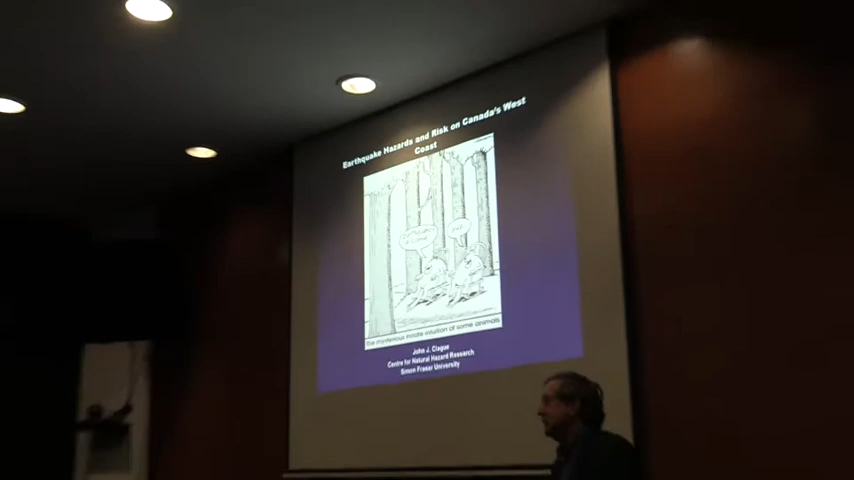 Earthquake Hazards and Risk on Canada's West
Coast
The mysterious innate intuition of some animals
John J. Clague
Centre for Natural Hazard Research
Simon Fraser University